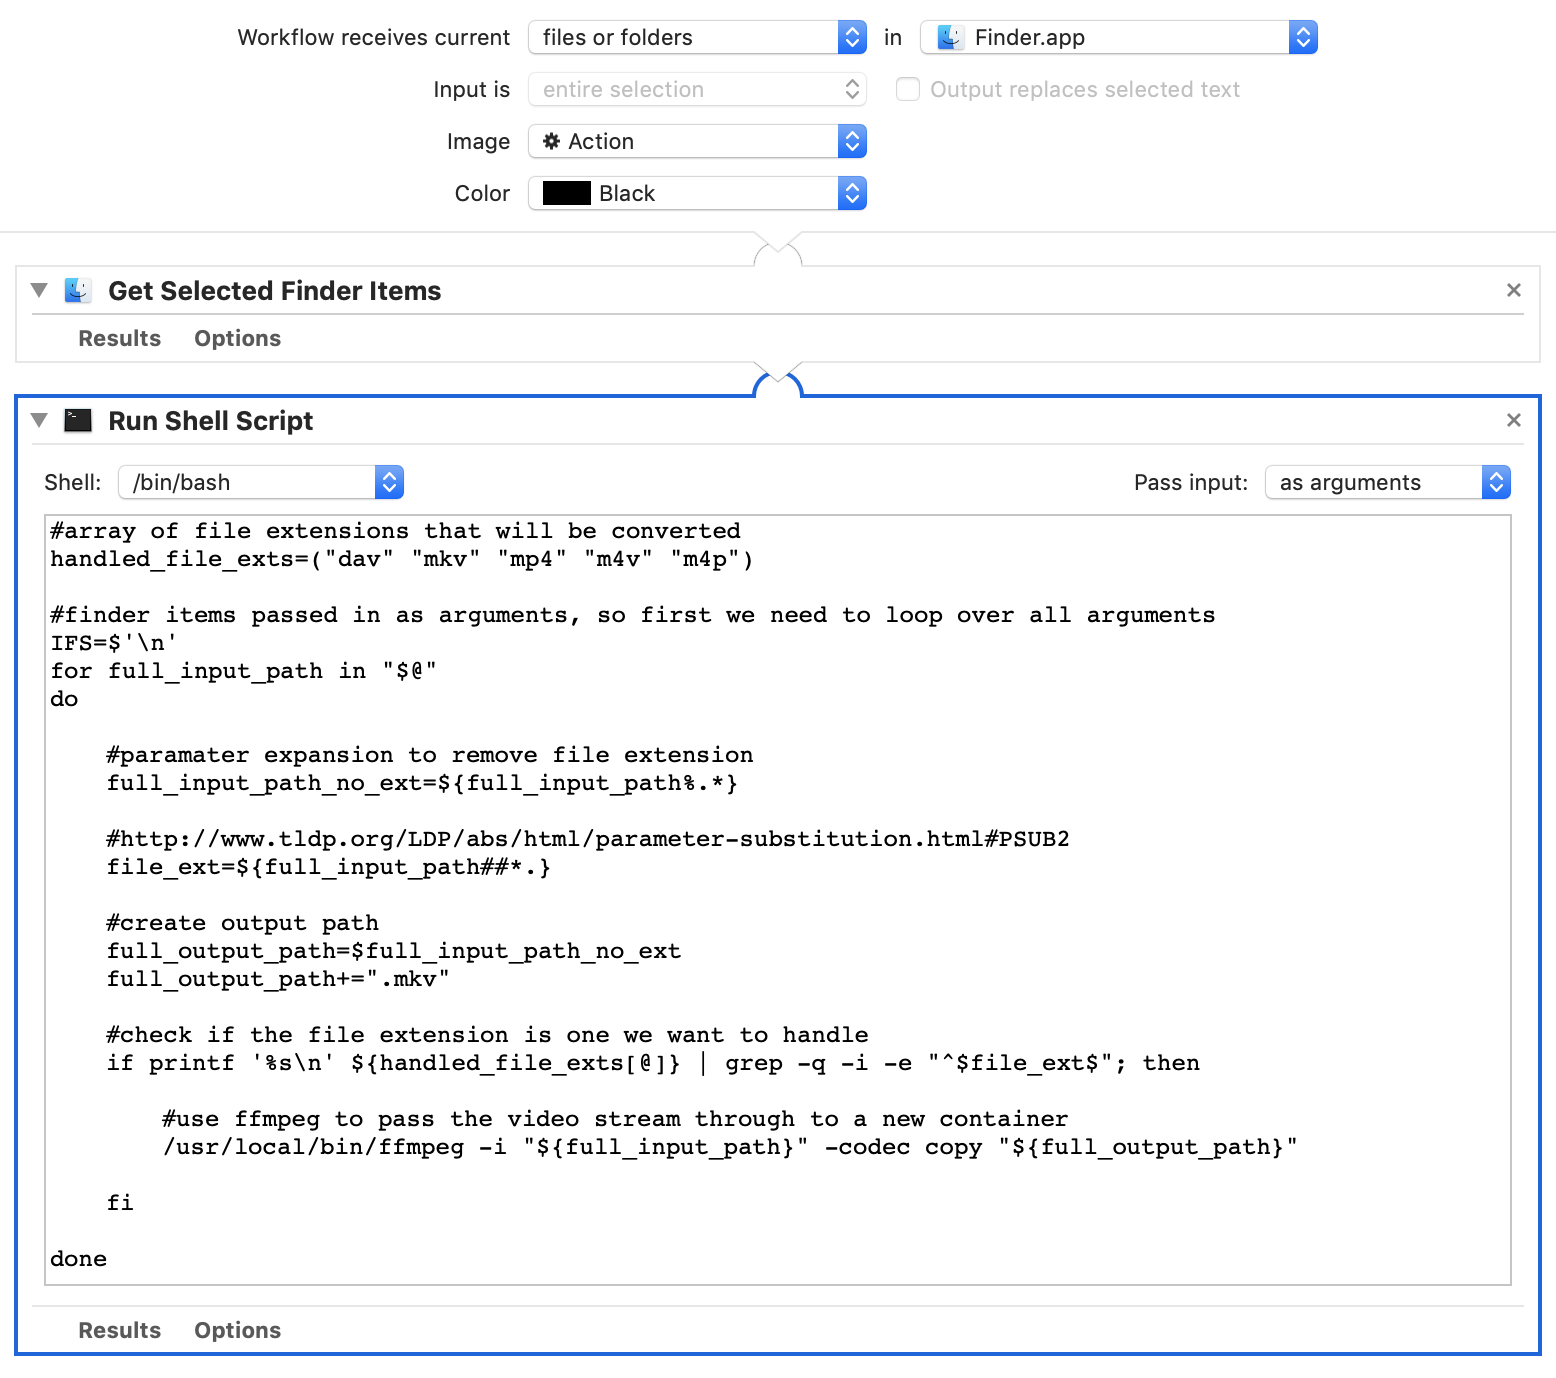 Workflow receives current files or folders in Finder.app
Input is entire selection Output replaces selected text
Image Action
Color Black
Get Selected Finder Items
Results Options
Run Shell Script
Shell: /bin/bash Pass input: as arguments
#array of file extensions that will be converted
handled_file_exts=("dav" "mkv" "mp4" "m4v" "m4p")
#finder items passed in as arguments, so first we need to loop over all arguments
IFS=$'\n'
for full_input_path in "$@"
do
#paramater expansion to remove file extension
full_input_path_no_ext=${full_input_path%.*}
#http://www.tldp.org/LDP/abs/html/parameter-substitution.html#PSUB2
file_ext=${full_input_path##*.}
#create output path
full_output_path=$full_input_path_no_ext
full_output_path+=".mkv"
#check if the file extension is one we want to handle
if printf '%s\n' ${handled_file_exts[@]} | grep -q -i -e "^$file_ext$"; then
#use ffmpeg to pass the video stream through to a new container
/usr/local/bin/ffmpeg -i "${full_input_path}" -codec copy "${full_output_path}"
fi
done
Results Options